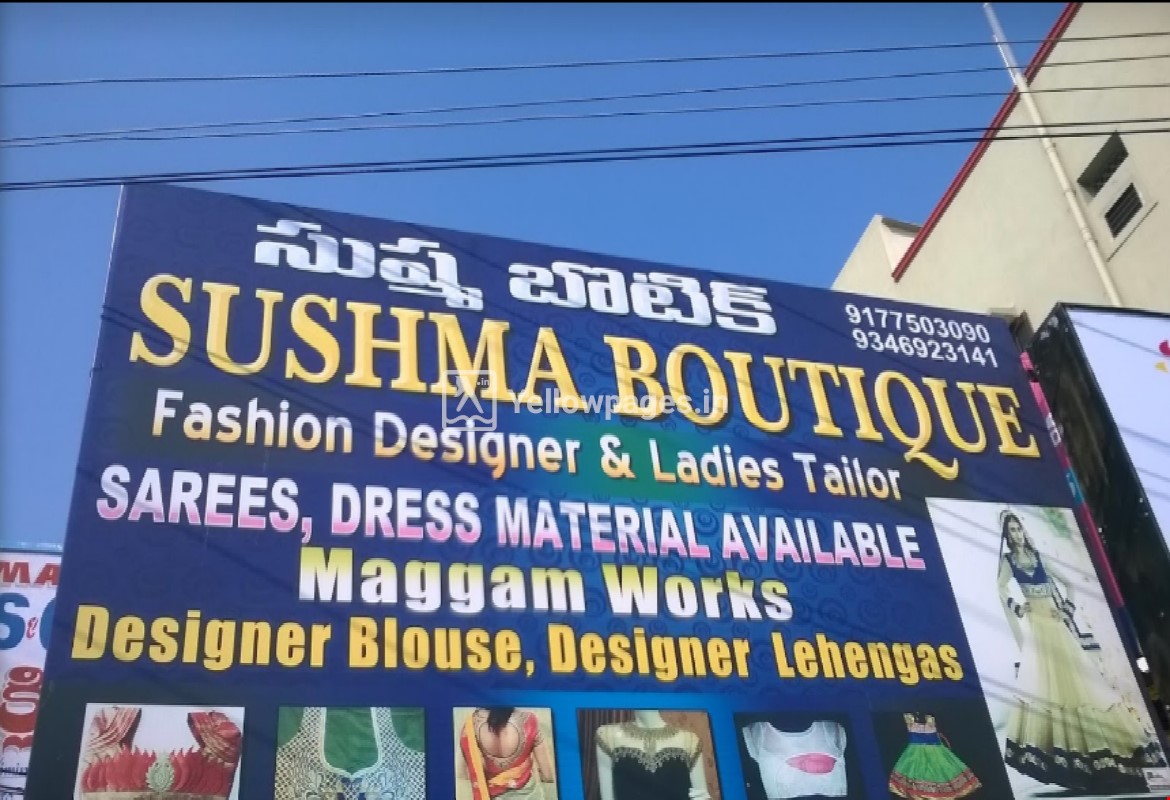 సుష్మ బొటిక్
9177503090
9346923141
SUSHMA BOUTIQUE
Yellowpages.in
Fashion Designer & Ladies Tailor
SAREES, DRESS MATERIAL AVAILABLE
Maggam Works
Designer Blouse, Designer Lehengas
MA